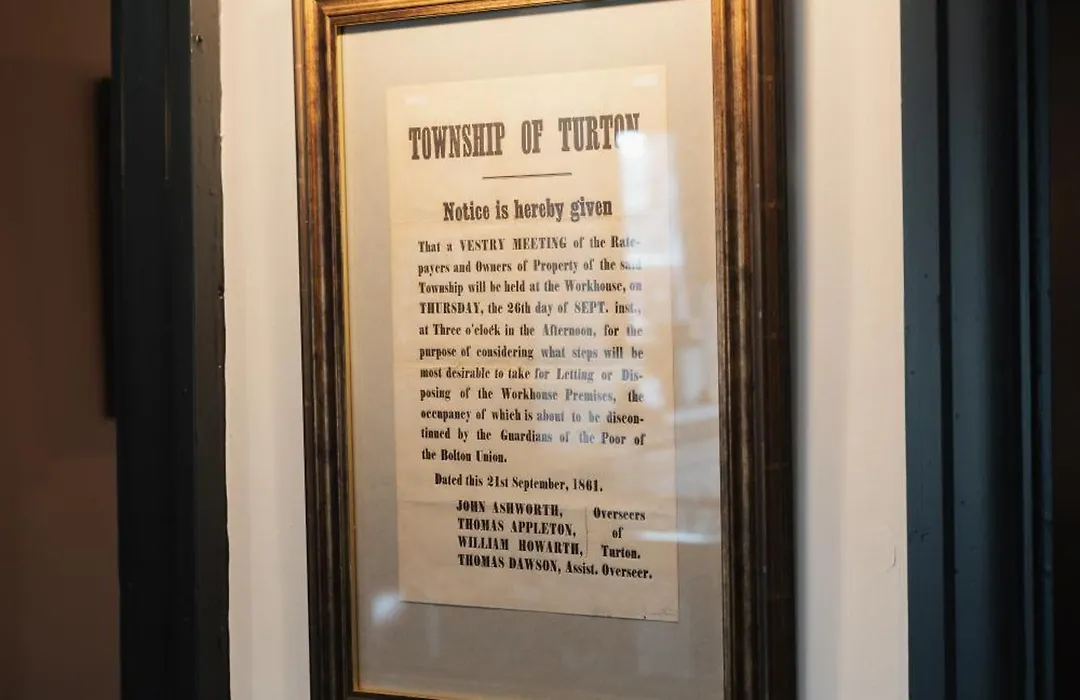 TOWNSHIP OF TURTON
Notice is hereby given
That a VESTRY MEETING of the Rate-
payers and Owners of Property of the said
Township will be held at the Workhouse, on
THURSDAY, the 26th day of SEPT. inst.,
at Three o'clock in the Afternoon, for the
purpose of considering what steps will be
most desirable to take for Letting or Dis-
posing of the Workhouse Premises, the
occupancy of which is about to be discon-
tinued by the Guardians of the Poor of
the Bolton Union.
Dated this 21st September, 1861.
JOHN ASHWORTH, Overseers
THOMAS APPLETON, of
WILLIAM HOWARTH, Turton.
THOMAS DAWSON, Assist. Overseer.